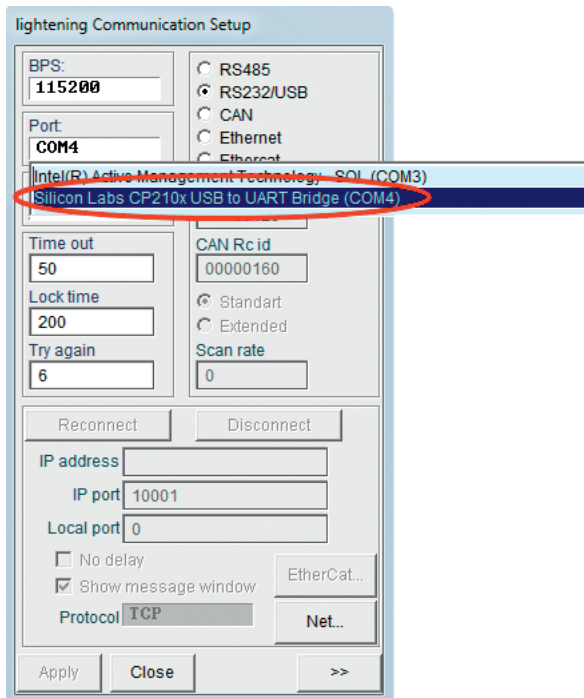 lightening Communication Setup
BPS:
115200
Port:
COM4
RS485
RS232/USB
CAN
Ethernet
Ethercat
Intel(R) Active Management Technology - SOL (COM3)
Silicon Labs CP210x USB to UART Bridge (COM4)
Time out
50
Lock time
200
Try again
6
CAN Rc id
00000160
Standart
Extended
Scan rate
0
Reconnect
Disconnect
IP address
IP port
10001
Local port
0
No delay
Show message window
EtherCat...
Protocol
TCP
Net...
Apply
Close
>>